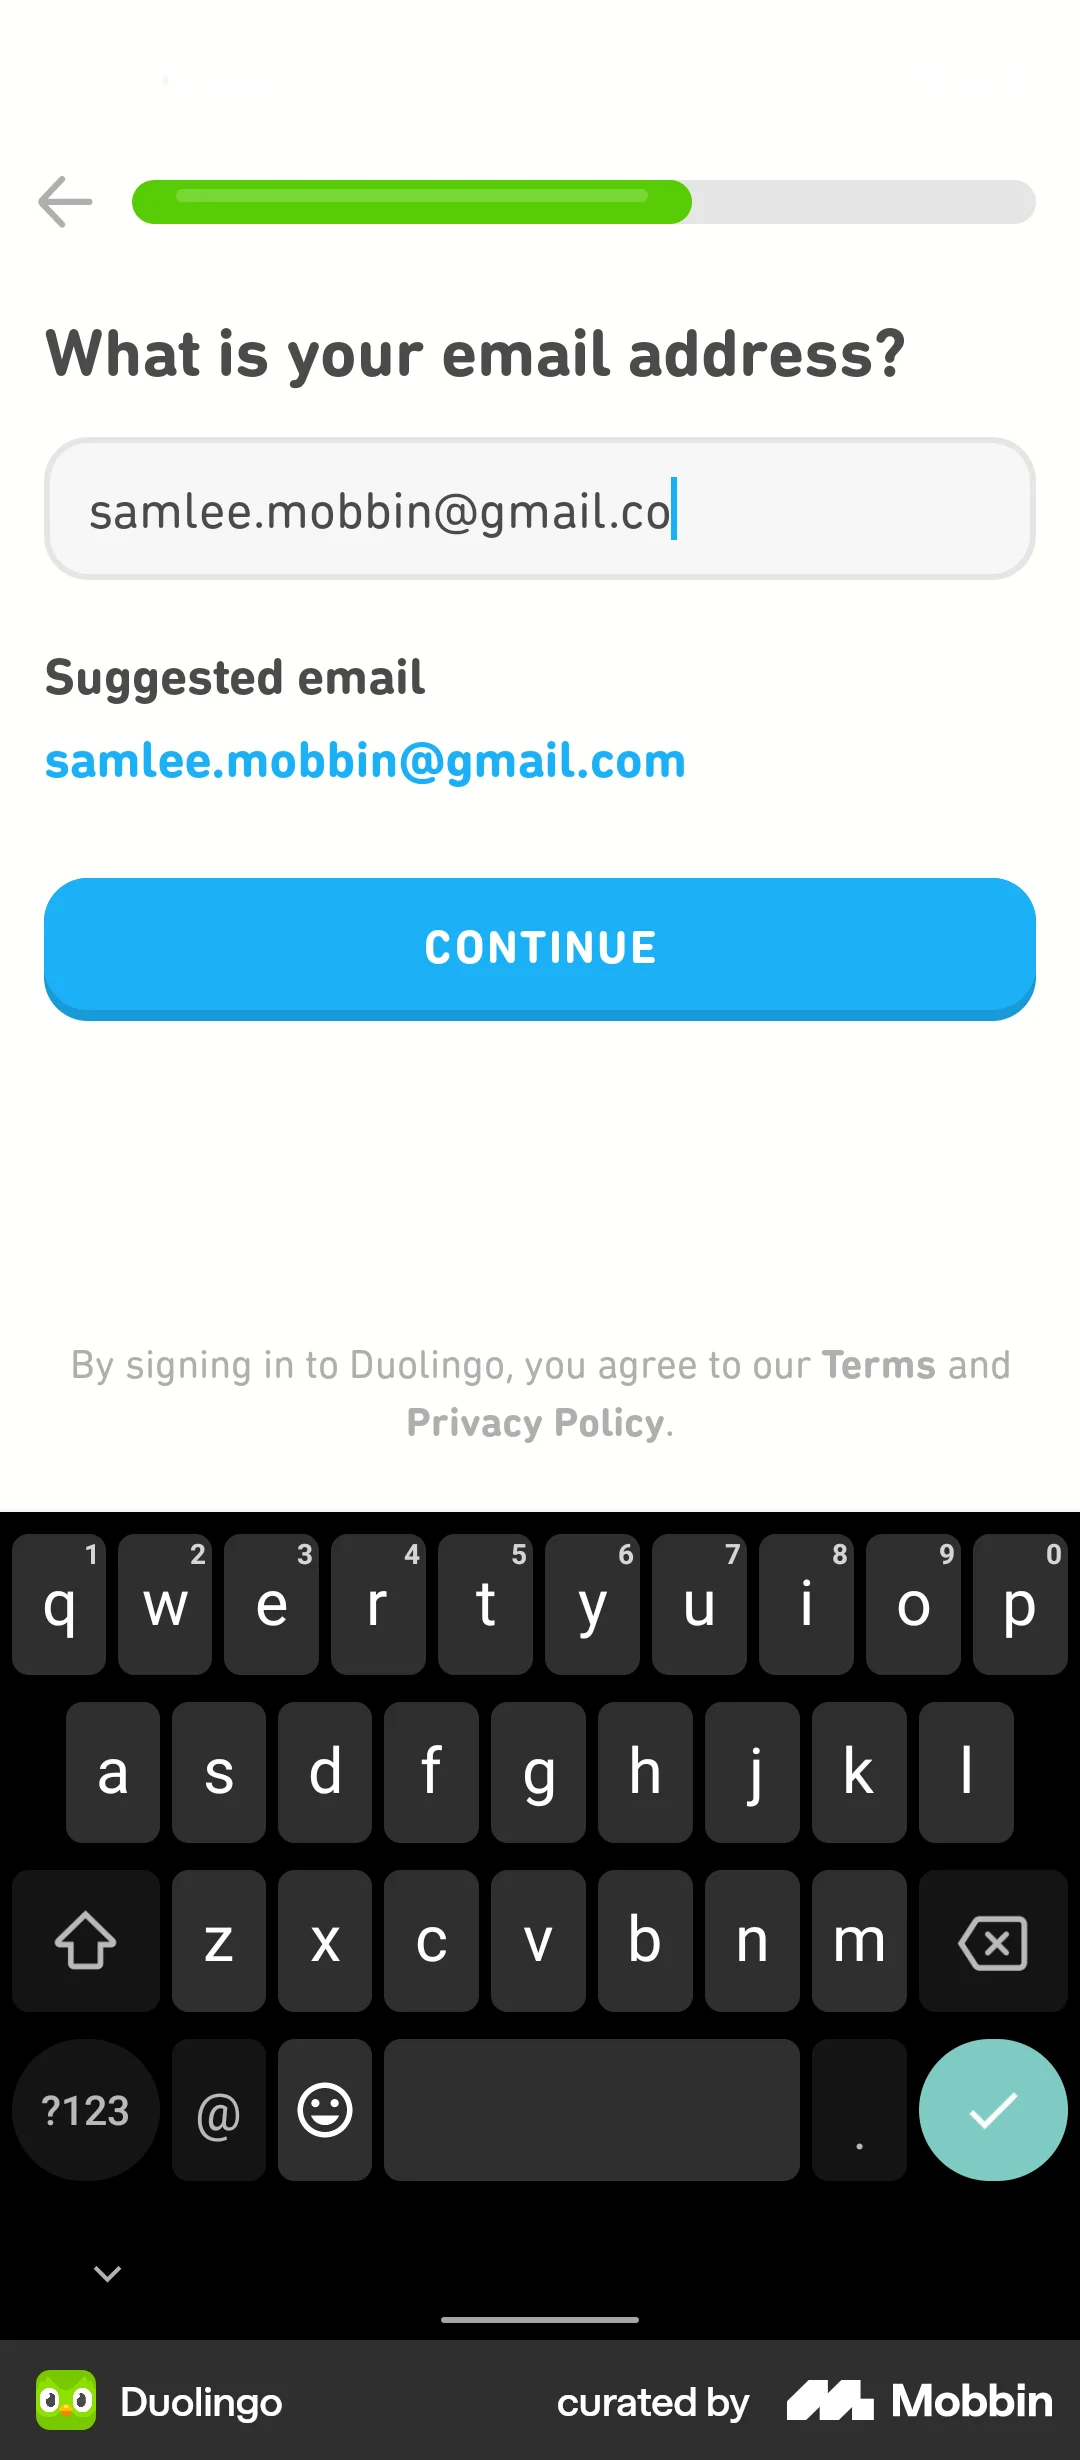 What is your email address?
samlee.mobbin@gmail.co
Suggested email
samlee.mobbin@gmail.com
CONTINUE
By signing in to Duolingo, you agree to our Terms and
Privacy Policy.
1 2 3 4 5 6 7 8 9 0
q w e r t y u i o p
a s d f g h j k l
z x c v b n m
?123 @ .
Duolingo curated by Mobbin